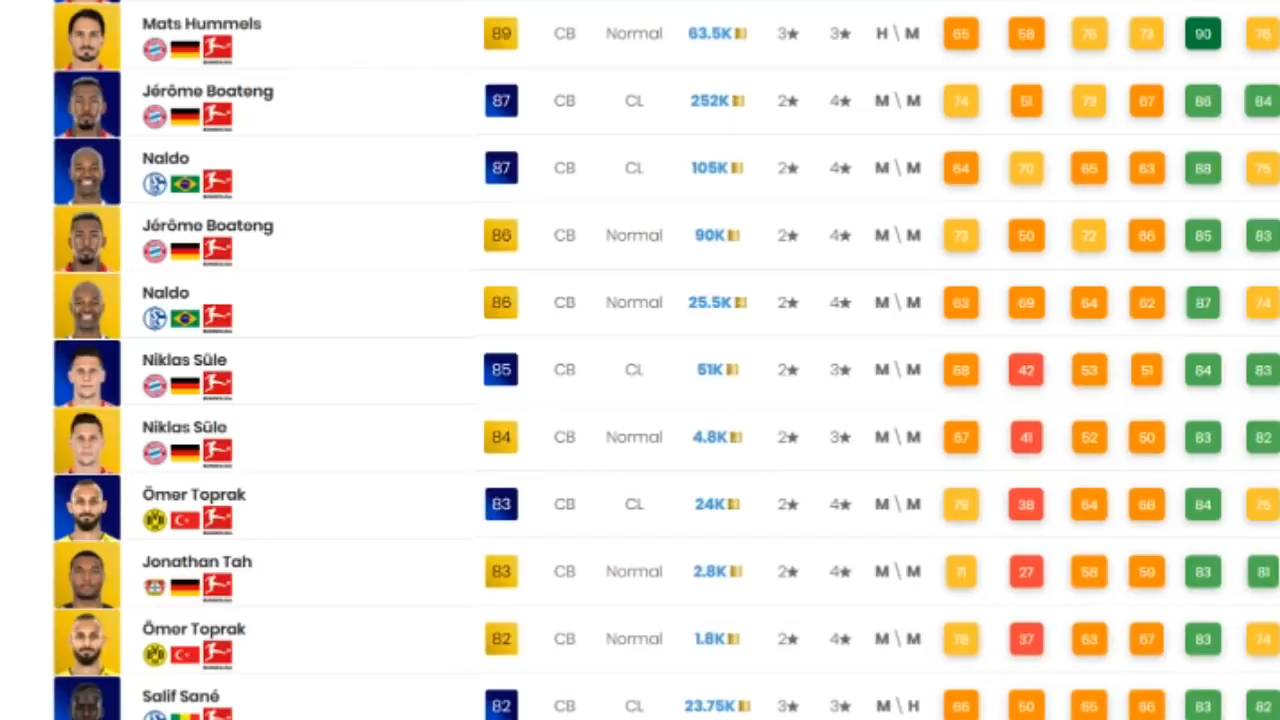 Mats Hummels 89 CB Normal 63.5K 3★ 3★ H \ M 65 58 76 73 90 76
Jérôme Boateng 87 CB CL 252K 2★ 4★ M \ M 74 51 73 67 86 84
Naldo 87 CB CL 105K 2★ 4★ M \ M 64 70 65 63 88 75
Jérôme Boateng 86 CB Normal 90K 2★ 4★ M \ M 73 50 72 66 85 83
Naldo 86 CB Normal 25.5K 2★ 4★ M \ M 63 69 64 62 87 74
Niklas Süle 85 CB CL 51K 2★ 3★ M \ M 68 42 53 51 84 83
Niklas Süle 84 CB Normal 4.8K 2★ 3★ M \ M 67 41 52 50 83 82
Ömer Toprak 83 CB CL 24K 2★ 4★ M \ M 79 38 64 68 84 75
Jonathan Tah 83 CB Normal 2.8K 2★ 4★ M \ M 71 27 58 59 83 81
Ömer Toprak 82 CB Normal 1.8K 2★ 4★ M \ M 78 37 63 67 83 74
Salif Sané 82 CB CL 23.75K 3★ 3★ M \ H 66 50 65 66 83 82